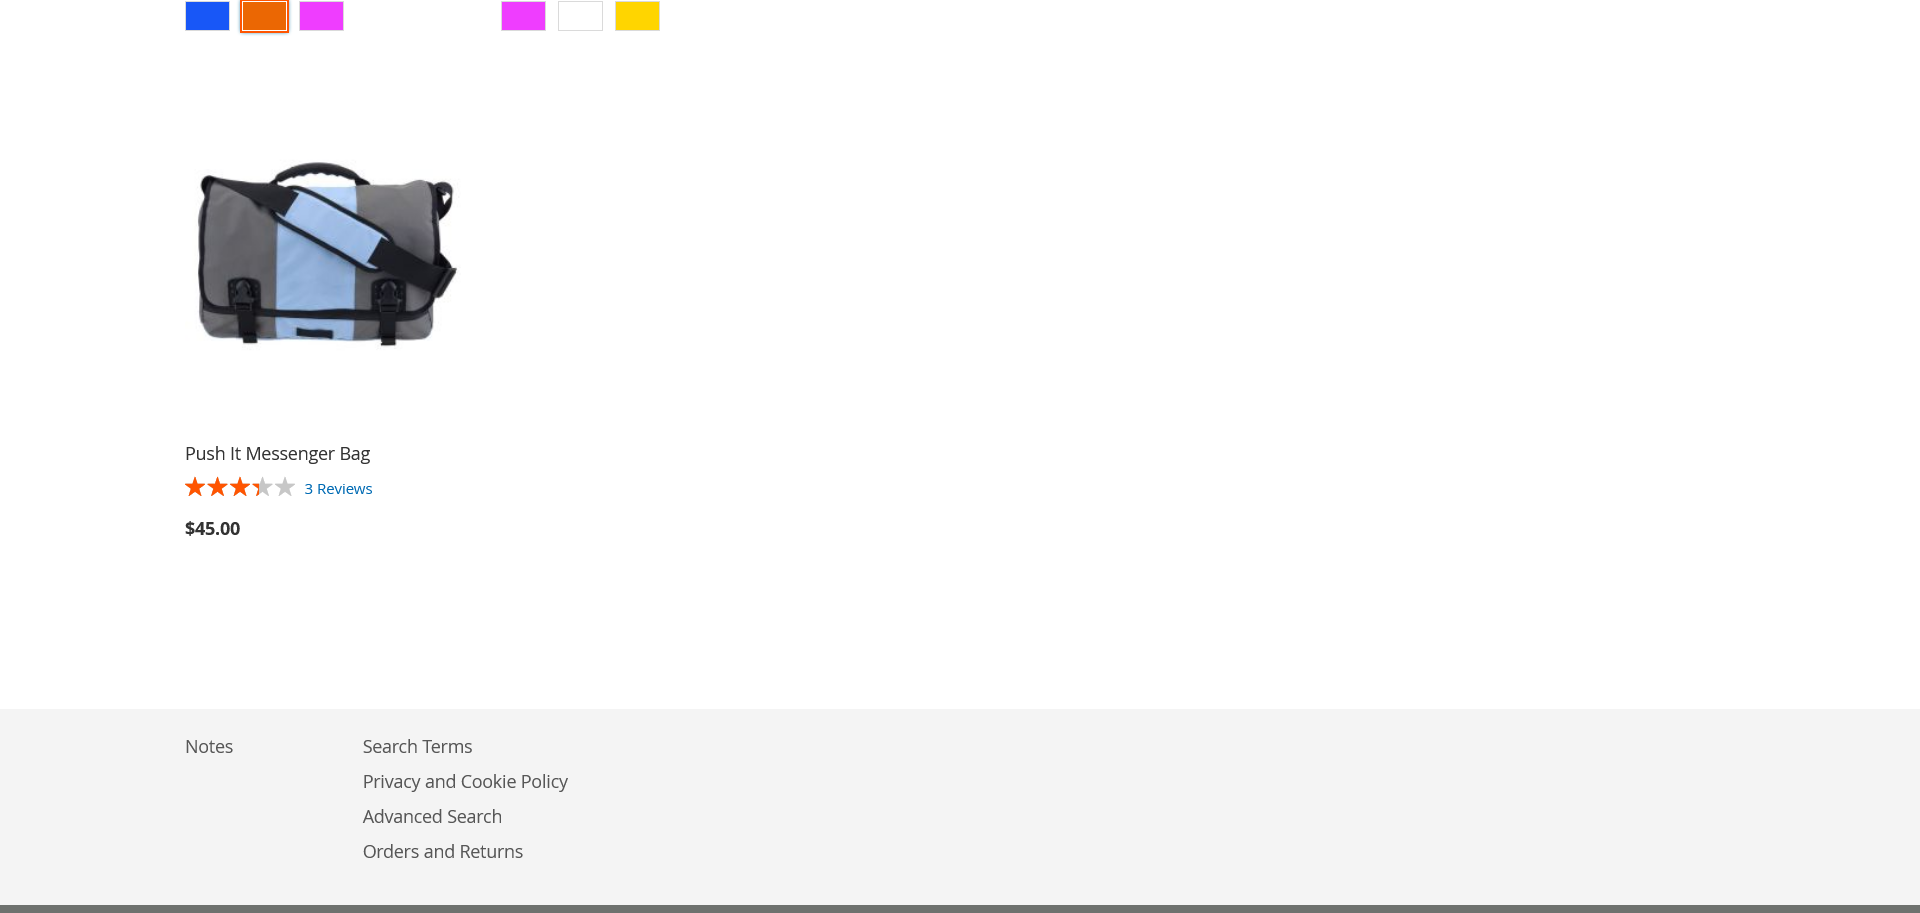 Push It Messenger Bag
3 Reviews
$45.00
Notes
Search Terms
Privacy and Cookie Policy
Advanced Search
Orders and Returns